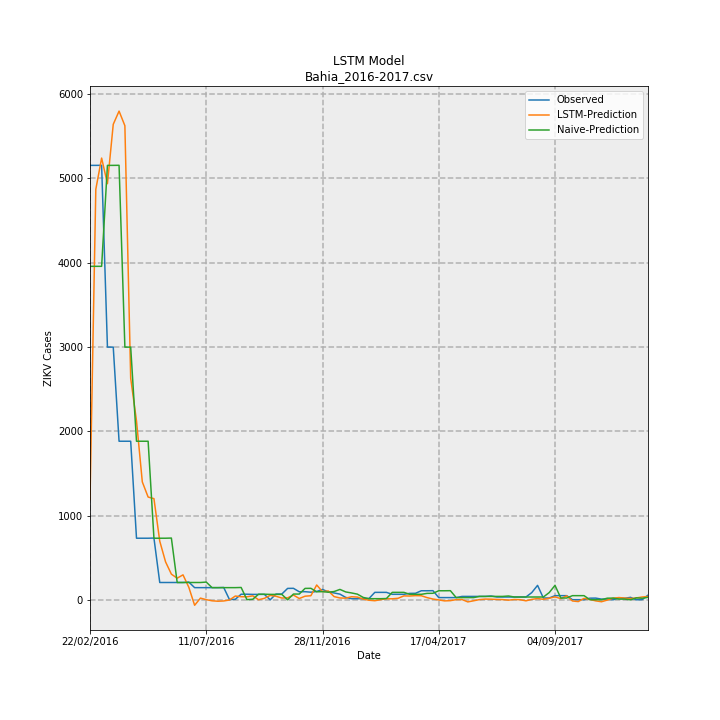 LSTM Model
Bahia_2016-2017.csv
Observed
LSTM-Prediction
Naive-Prediction
6000
5000
4000
3000
2000
1000
0
ZIKV Cases
22/02/2016 11/07/2016 28/11/2016 17/04/2017 04/09/2017
Date